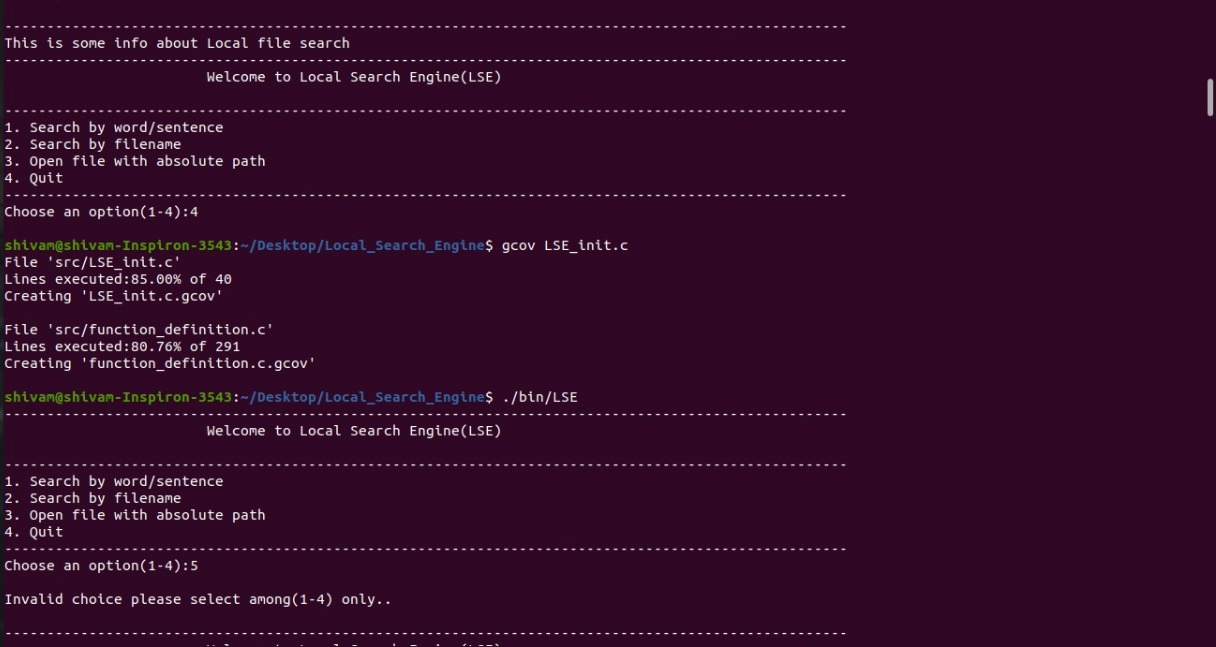 ----------------------------------------------------------------------------------------------------
This is some info about Local file search
----------------------------------------------------------------------------------------------------
Welcome to Local Search Engine(LSE)
----------------------------------------------------------------------------------------------------
1. Search by word/sentence
2. Search by filename
3. Open file with absolute path
4. Quit
----------------------------------------------------------------------------------------------------
Choose an option(1-4):4
shivam@shivam-Inspiron-3543:~/Desktop/Local_Search_Engine$ gcov LSE_init.c
File 'src/LSE_init.c'
Lines executed:85.00% of 40
Creating 'LSE_init.c.gcov'
File 'src/function_definition.c'
Lines executed:80.76% of 291
Creating 'function_definition.c.gcov'
shivam@shivam-Inspiron-3543:~/Desktop/Local_Search_Engine$ ./bin/LSE
----------------------------------------------------------------------------------------------------
Welcome to Local Search Engine(LSE)
----------------------------------------------------------------------------------------------------
1. Search by word/sentence
2. Search by filename
3. Open file with absolute path
4. Quit
----------------------------------------------------------------------------------------------------
Choose an option(1-4):5
Invalid choice please select among(1-4) only..
----------------------------------------------------------------------------------------------------